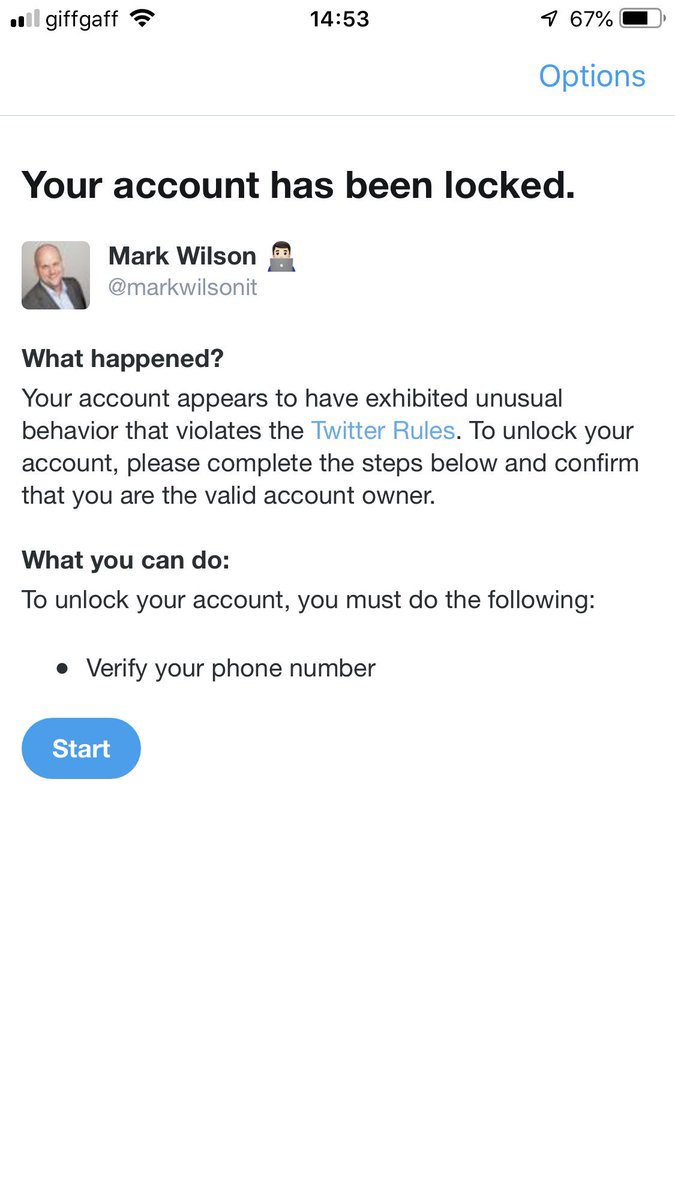 giffgaff 14:53 67%
Options
Your account has been locked.
Mark Wilson 🧑🏻‍💻
@markwilsonit
What happened?
Your account appears to have exhibited unusual
behavior that violates the Twitter Rules. To unlock your
account, please complete the steps below and confirm
that you are the valid account owner.
What you can do:
To unlock your account, you must do the following:
• Verify your phone number
Start